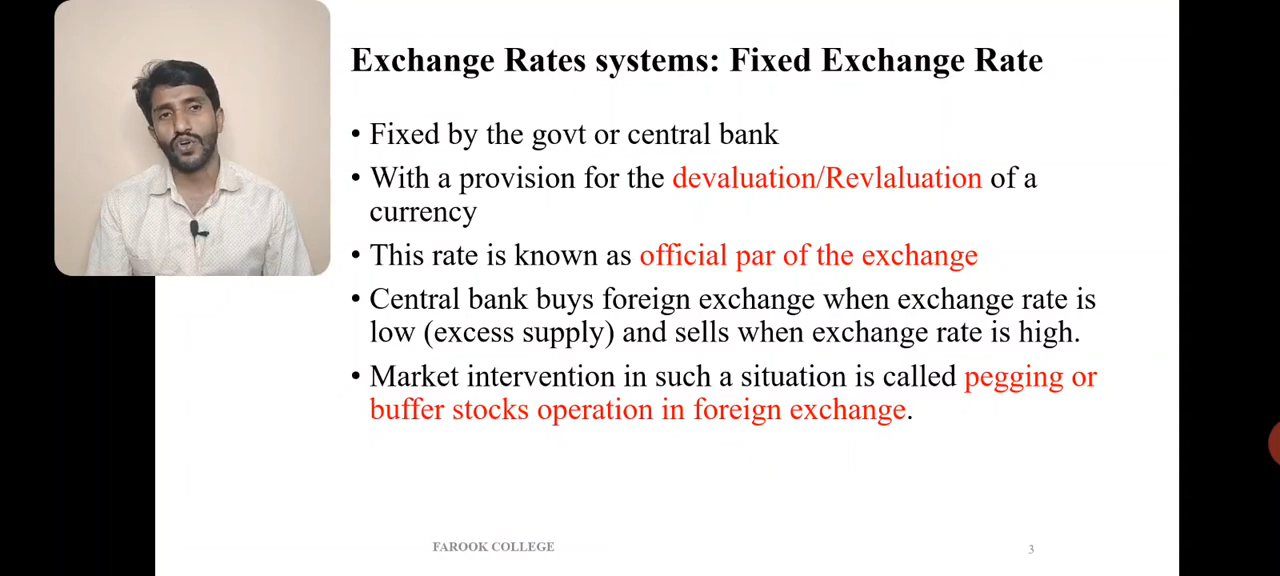 Exchange Rates systems: Fixed Exchange Rate
• Fixed by the govt or central bank
• With a provision for the devaluation/Revlaluation of a
currency
• This rate is known as official par of the exchange
• Central bank buys foreign exchange when exchange rate is
low (excess supply) and sells when exchange rate is high.
• Market intervention in such a situation is called pegging or
buffer stocks operation in foreign exchange.
FAROOK COLLEGE
3